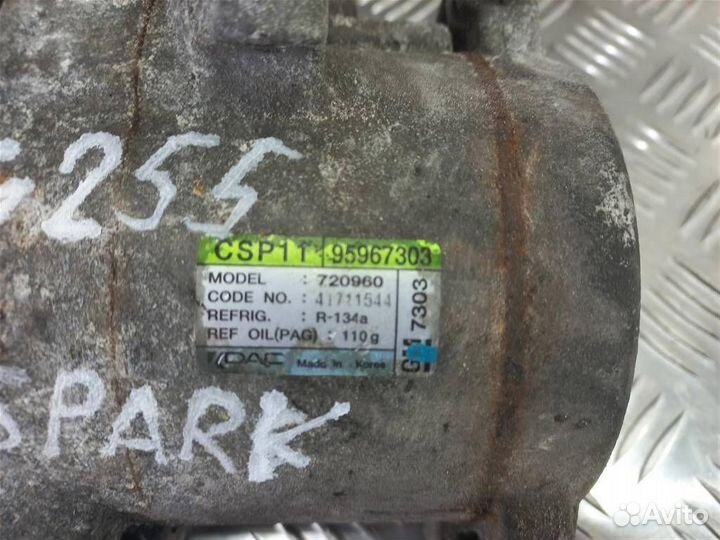 255
CSP11 95967303
MODEL : 720960
CODE NO. : 41711544
REFRIG. : R-134a
REF OIL(PAG) : 110g
Made in Korea
GM 7303
SPARK
Avito